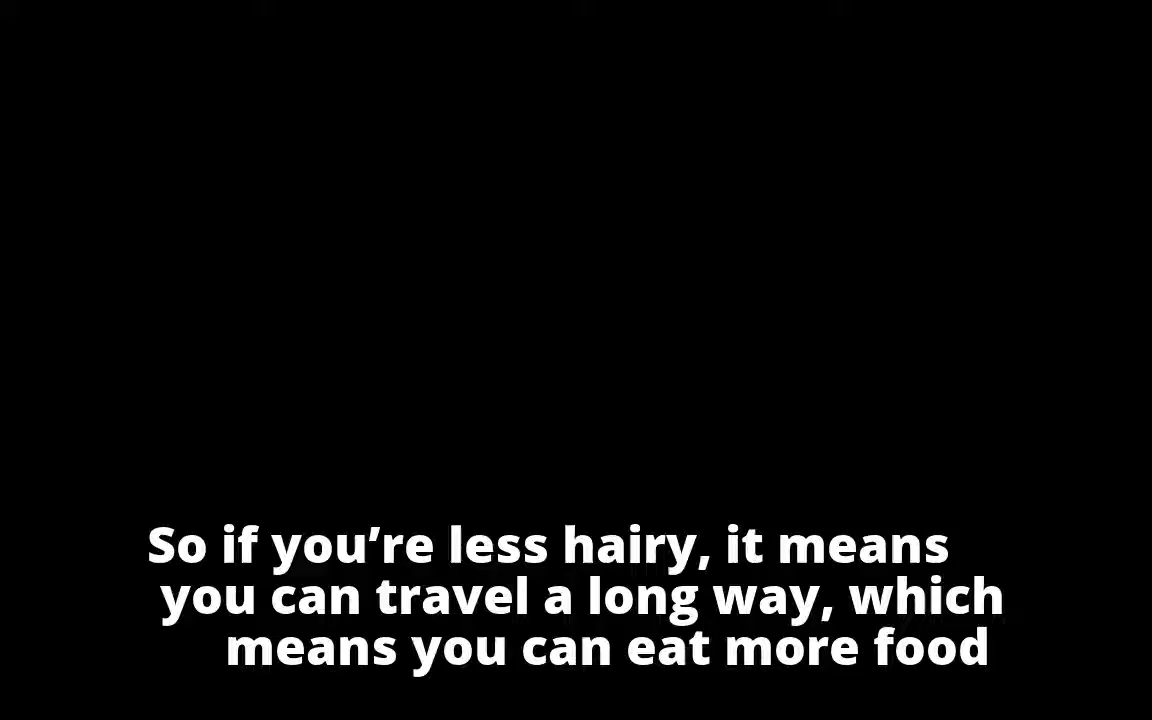 So if you’re less hairy, it means
you can travel a long way, which
means you can eat more food